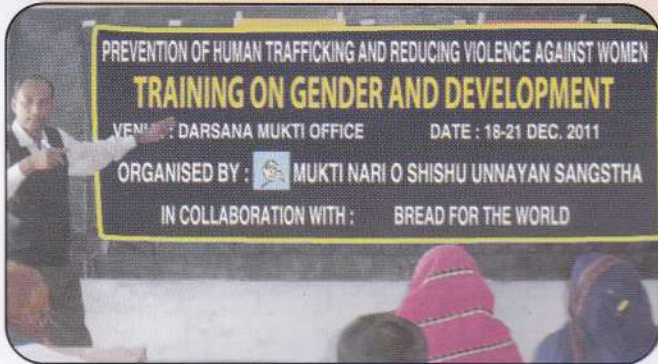 PREVENTION OF HUMAN TRAFFICKING AND REDUCING VIOLENCE AGAINST WOMEN
TRAINING ON GENDER AND DEVELOPMENT
VENUE : DARSANA MUKTI OFFICE DATE : 18-21 DEC. 2011
ORGANISED BY : MUKTI NARI O SHISHU UNNAYAN SANGSTHA
IN COLLABORATION WITH : BREAD FOR THE WORLD